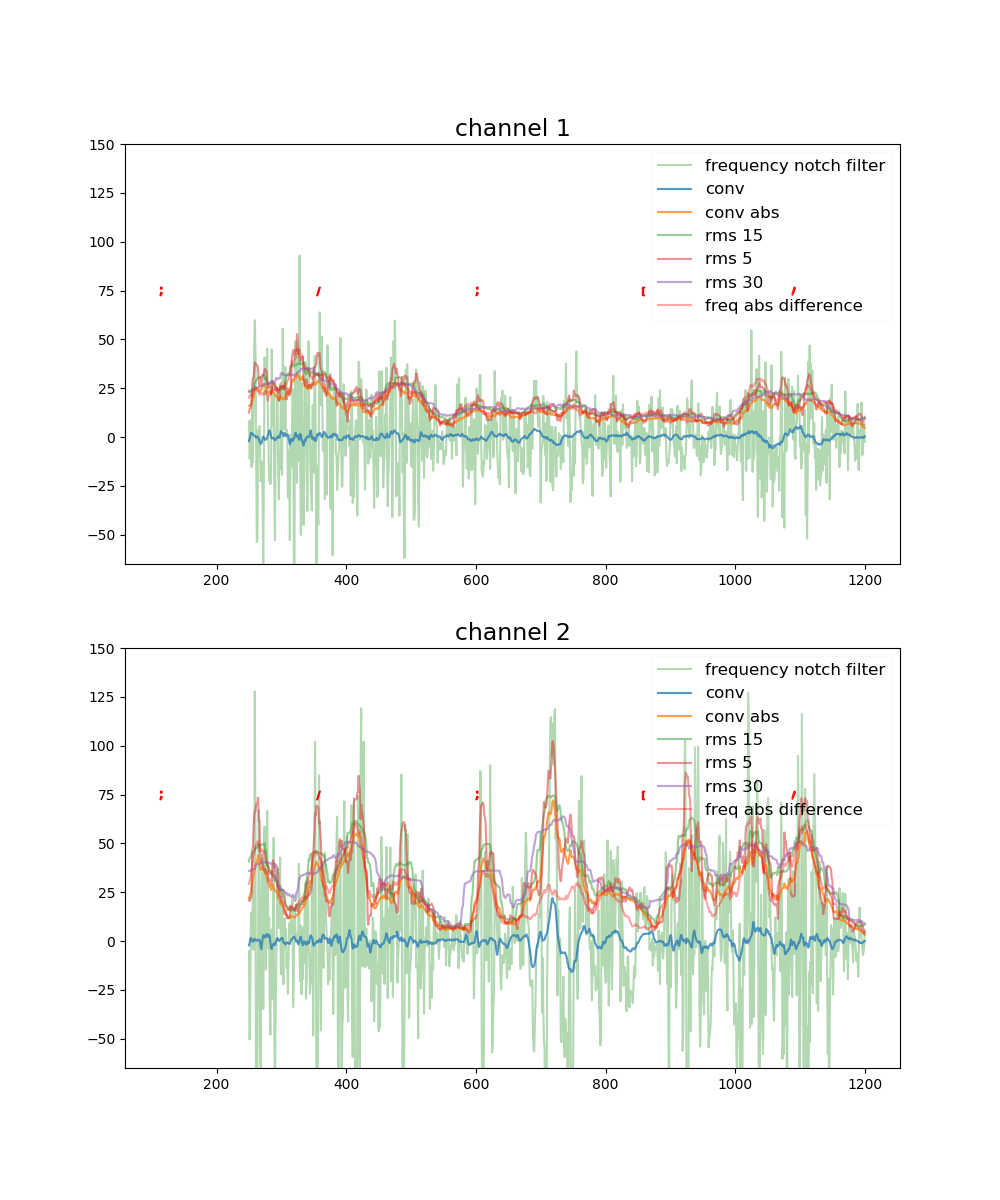 channel 1
150
125
100
75
50
25
0
−25
−50
frequency notch filter
conv
conv abs
rms 15
rms 5
rms 30
freq abs difference
; / ; [ /
200 400 600 800 1000 1200
channel 2
150
125
100
75
50
25
0
−25
−50
frequency notch filter
conv
conv abs
rms 15
rms 5
rms 30
freq abs difference
; / ; [ /
200 400 600 800 1000 1200